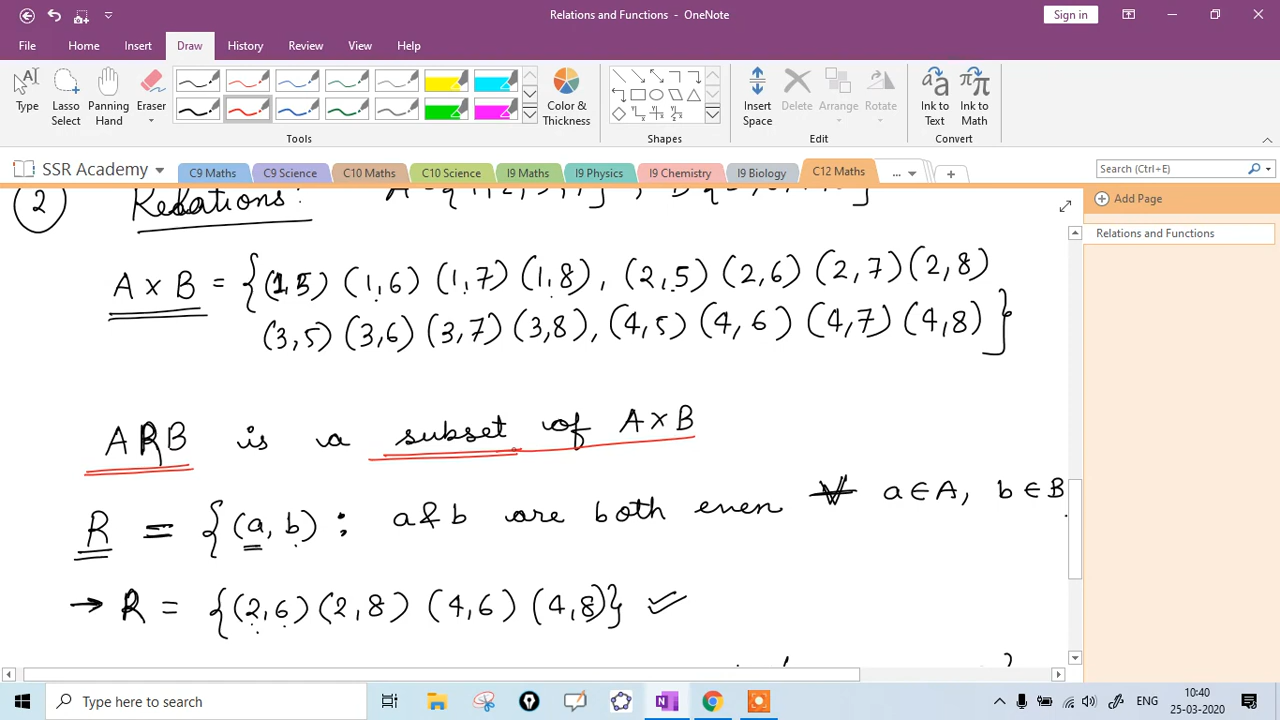 Relations and Functions - OneNote
Sign in
File Home Insert Draw History Review View Help
Type
Lasso Select
Panning Hand
Eraser
Color & Thickness
Insert Space
Delete
Arrange
Rotate
Ink to Text
Ink to Math
Tools
Shapes
Edit
Convert
SSR Academy
C9 Maths C9 Science C10 Maths C10 Science I9 Maths I9 Physics I9 Chemistry I9 Biology C12 Maths ...
Search (Ctrl+E)
Add Page
Relations and Functions
2 Relations:
A × B = {(1,5) (1,6) (1,7) (1,8), (2,5) (2,6) (2,7) (2,8)
(3,5) (3,6) (3,7) (3,8), (4,5) (4,6) (4,7) (4,8)}
ARB is a subset of A×B
R = {(a, b) : a&b are both even ∀ a∈A, b∈B
→ R = {(2,6) (2,8) (4,6) (4,8)}
Type here to search
ENG
10:40
25-03-2020